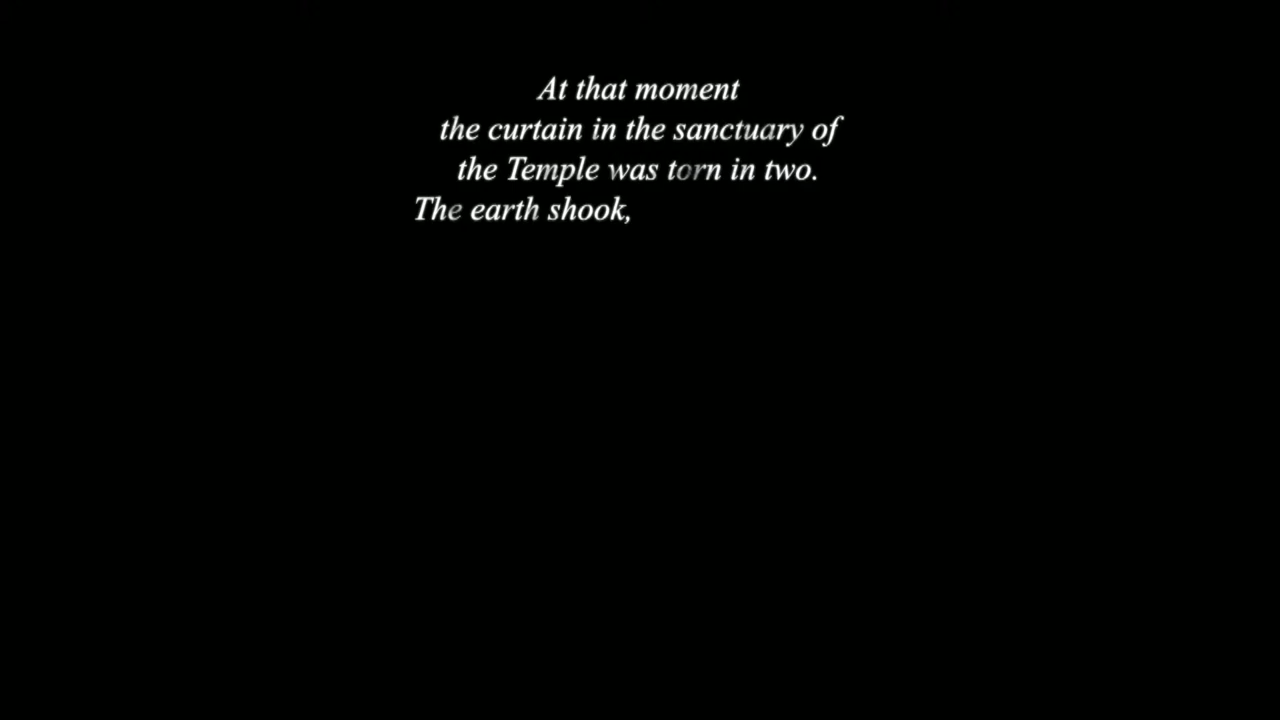 At that moment
the curtain in the sanctuary of
the Temple was torn in two.
The earth shook,